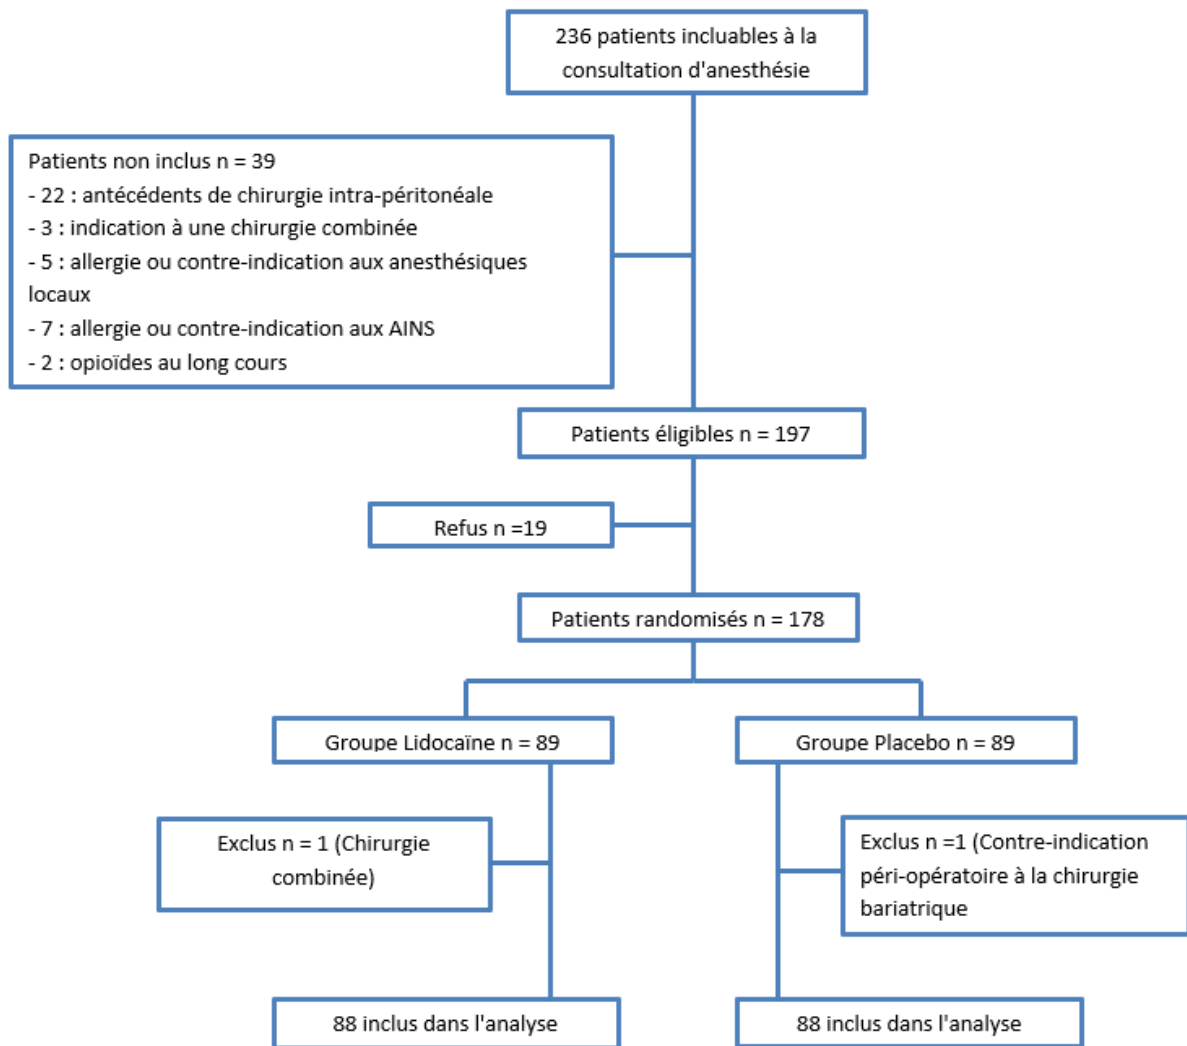 236 patients incluables à la
consultation d'anesthésie
Patients non inclus n = 39
- 22 : antécédents de chirurgie intra-péritonéale
- 3 : indication à une chirurgie combinée
- 5 : allergie ou contre-indication aux anesthésiques
locaux
- 7 : allergie ou contre-indication aux AINS
- 2 : opioïdes au long cours
Patients éligibles n = 197
Refus n =19
Patients randomisés n = 178
Groupe Lidocaïne n = 89
Groupe Placebo n = 89
Exclus n = 1 (Chirurgie
combinée)
Exclus n =1 (Contre-indication
péri-opératoire à la chirurgie
bariatrique
88 inclus dans l'analyse
88 inclus dans l'analyse